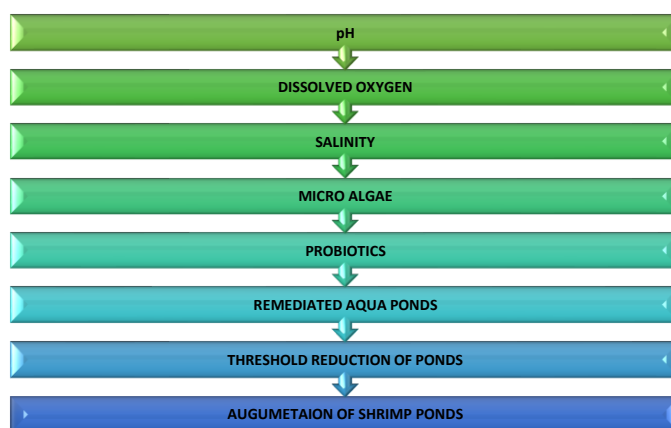 pH
DISSOLVED OXYGEN
SALINITY
MICRO ALGAE
PROBIOTICS
REMEDIATED AQUA PONDS
THRESHOLD REDUCTION OF PONDS
AUGUMETAION OF SHRIMP PONDS